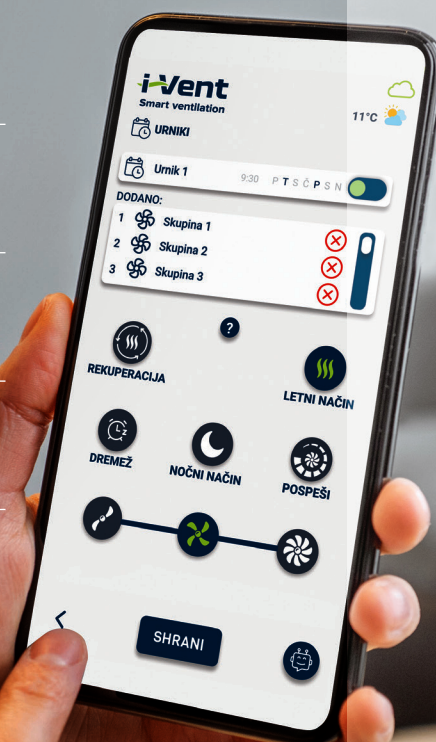 i-Vent
Smart ventilation
11°C
URNIKI
Urnik 1 9:30 P T S Č P S N
DODANO:
1 Skupina 1
2 Skupina 2
3 Skupina 3
?
REKUPERACIJA
LETNI NAČIN
DREMEŽ
NOČNI NAČIN
POSPEŠI
SHRANI